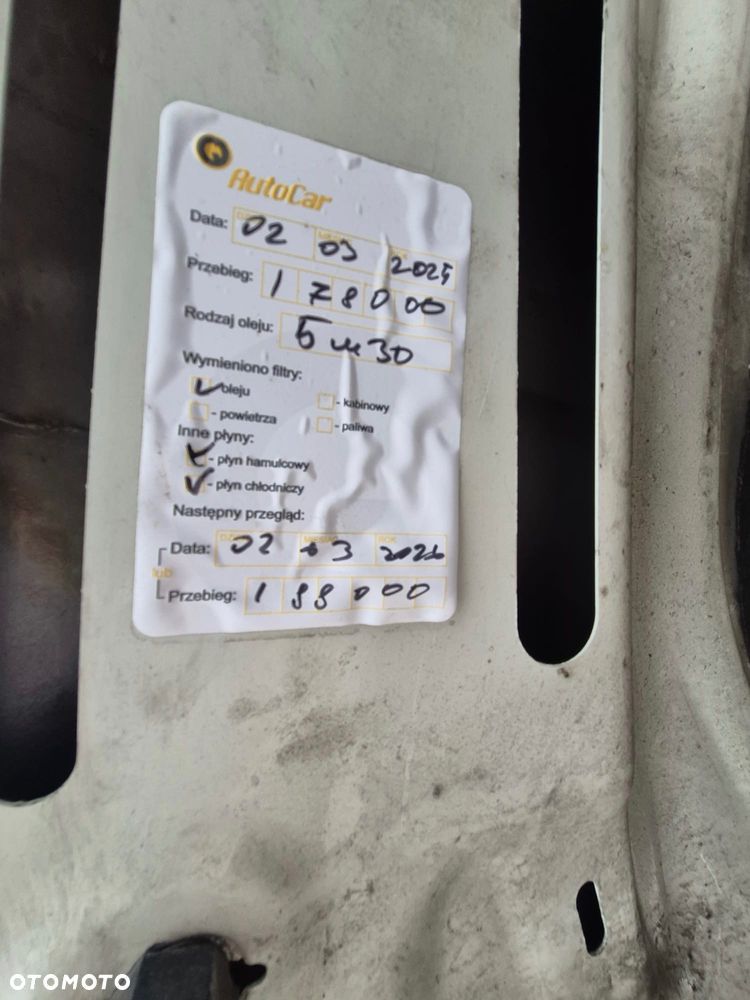 AutoCar
Data: 02 03 2025
Przebieg: 178000
Rodzaj oleju: 5w30
Wymieniono filtry:
oleju - kabinowy
- powietrza - paliwa
Inne płyny:
- płyn hamulcowy
- płyn chłodniczy
Następny przegląd:
Data: 02 03 2026
lub
Przebieg: 188000
OTOMOTO